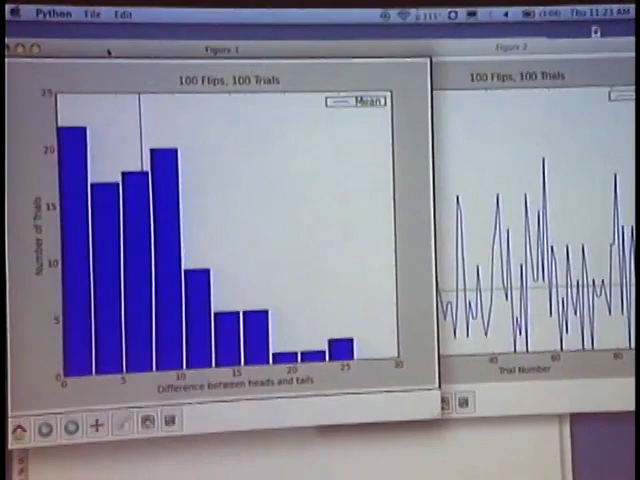 Python File Edit
Thu 11:23 AM
Figure 1
Figure 2
100 Flips, 100 Trials
100 Flips, 100 Trials
Mean
25
20
15
10
5
0
Number of Trials
0 5 10 15 20 25 30
Difference between heads and tails
40 60 80
Trial Number